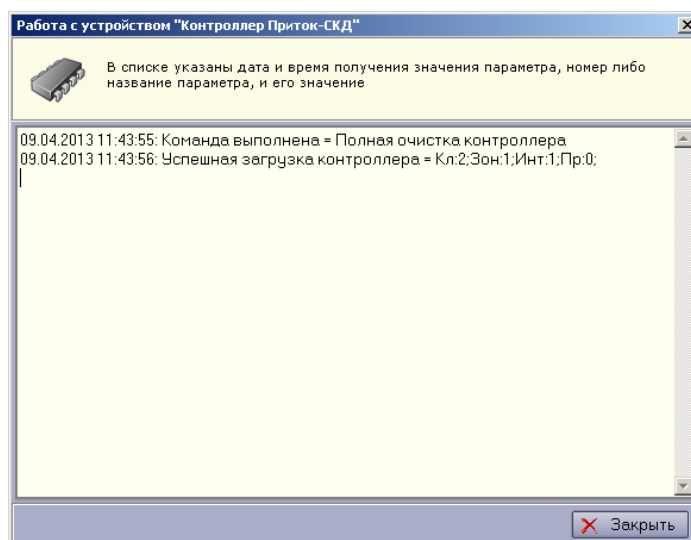 Работа с устройством "Контроллер Приток-СКД"
В списке указаны дата и время получения значения параметра, номер либо
название параметра, и его значение
09.04.2013 11:43:55: Команда выполнена = Полная очистка контроллера
09.04.2013 11:43:56: Успешная загрузка контроллера = Кл:2;Зон:1;Инт:1;Пр:0;
Закрыть